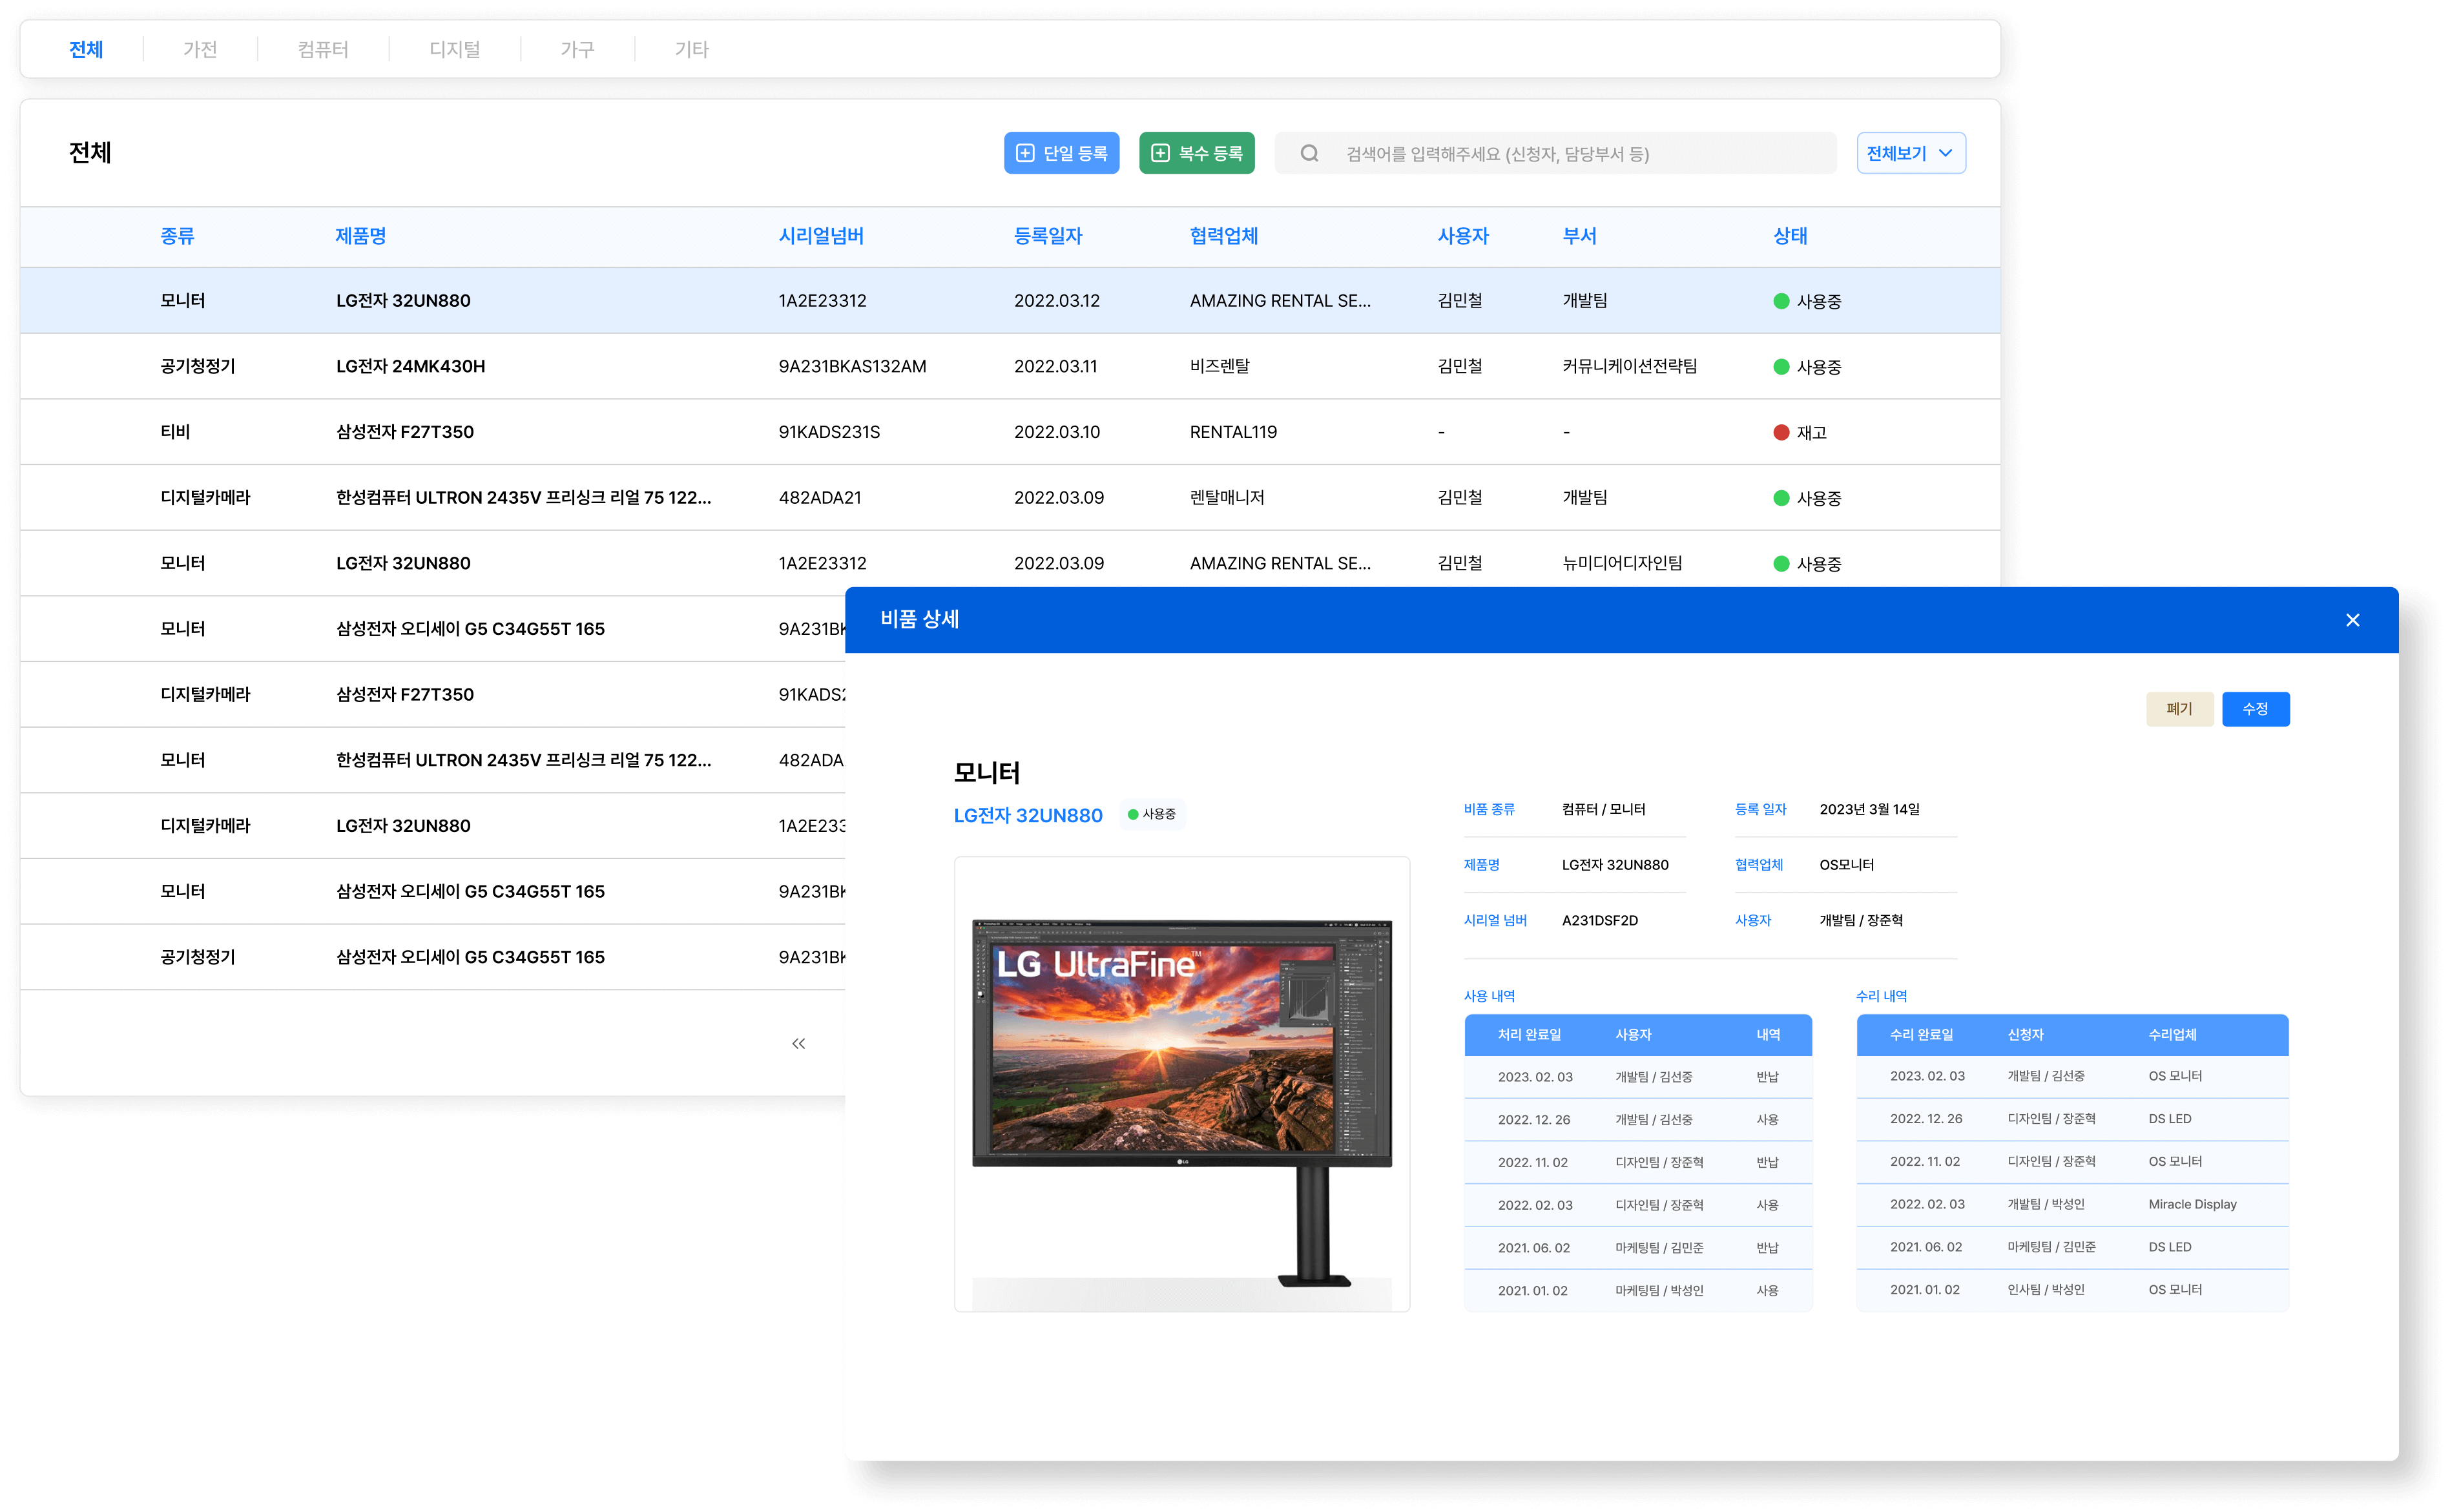 전체 가전 컴퓨터 디지털 가구 기타
전체 단일 등록 복수 등록 검색어를 입력해주세요 (신청자, 담당부서 등) 전체보기
종류 제품명 시리얼넘버 등록일자 협력업체 사용자 부서 상태
모니터 LG전자 32UN880 1A2E23312 2022.03.12 AMAZING RENTAL SE... 김민철 개발팀 사용중
공기청정기 LG전자 24MK430H 9A231BKAS132AM 2022.03.11 비즈렌탈 김민철 커뮤니케이션전략팀 사용중
티비 삼성전자 F27T350 91KADS231S 2022.03.10 RENTAL119 - - 재고
디지털카메라 한성컴퓨터 ULTRON 2435V 프리싱크 리얼 75 122... 482ADA21 2022.03.09 렌탈매니저 김민철 개발팀 사용중
모니터 LG전자 32UN880 1A2E23312 2022.03.09 AMAZING RENTAL SE... 김민철 뉴미디어디자인팀 사용중
모니터 삼성전자 오디세이 G5 C34G55T 165 9A231BK
디지털카메라 삼성전자 F27T350 91KADS2
모니터 한성컴퓨터 ULTRON 2435V 프리싱크 리얼 75 122... 482ADA
디지털카메라 LG전자 32UN880 1A2E233
모니터 삼성전자 오디세이 G5 C34G55T 165 9A231BK
공기청정기 삼성전자 오디세이 G5 C34G55T 165 9A231BK
비품 상세
폐기 수정
모니터
LG전자 32UN880 사용중
LG UltraFine™
LG
비품 종류 컴퓨터 / 모니터 등록 일자 2023년 3월 14일
제품명 LG전자 32UN880 협력업체 OS모니터
시리얼 넘버 A231DSF2D 사용자 개발팀 / 장준혁
사용 내역
처리 완료일 사용자 내역
2023. 02. 03 개발팀 / 김선중 반납
2022. 12. 26 개발팀 / 김선중 사용
2022. 11. 02 디자인팀 / 장준혁 반납
2022. 02. 03 디자인팀 / 장준혁 사용
2021. 06. 02 마케팅팀 / 김민준 반납
2021. 01. 02 마케팅팀 / 박성인 사용
수리 내역
수리 완료일 신청자 수리업체
2023. 02. 03 개발팀 / 김선중 OS 모니터
2022. 12. 26 디자인팀 / 장준혁 DS LED
2022. 11. 02 디자인팀 / 장준혁 OS 모니터
2022. 02. 03 개발팀 / 박성인 Miracle Display
2021. 06. 02 마케팅팀 / 김민준 DS LED
2021. 01. 02 인사팀 / 박성인 OS 모니터